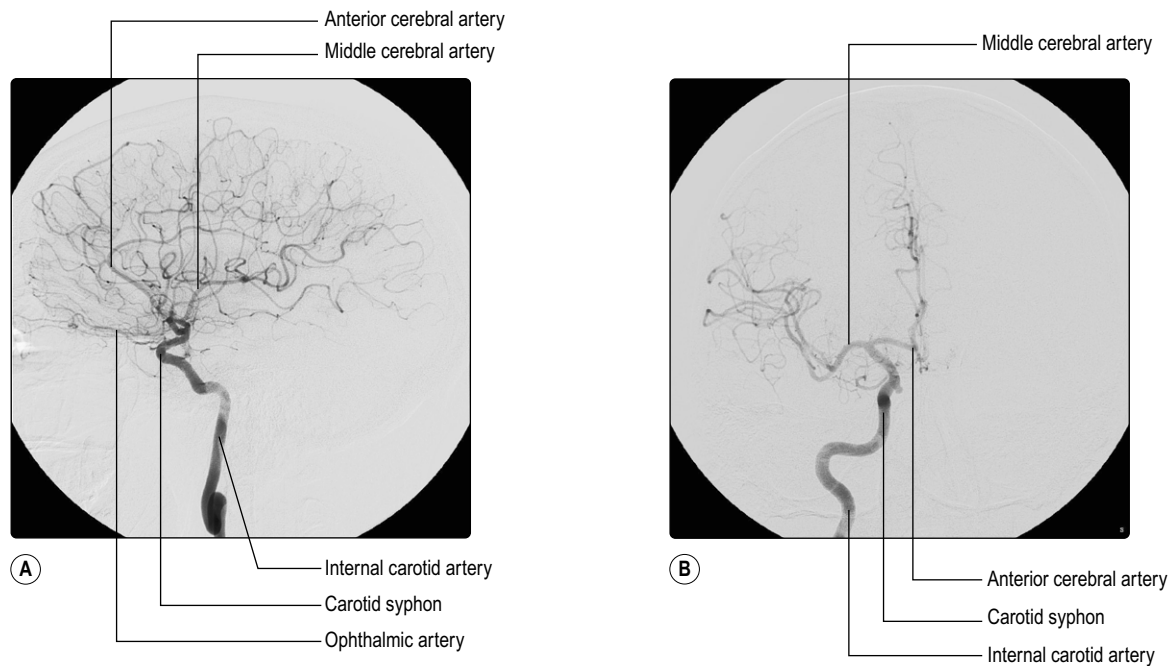 Anterior cerebral artery
Middle cerebral artery
A
Internal carotid artery
Carotid syphon
Ophthalmic artery
Middle cerebral artery
B
Anterior cerebral artery
Carotid syphon
Internal carotid artery